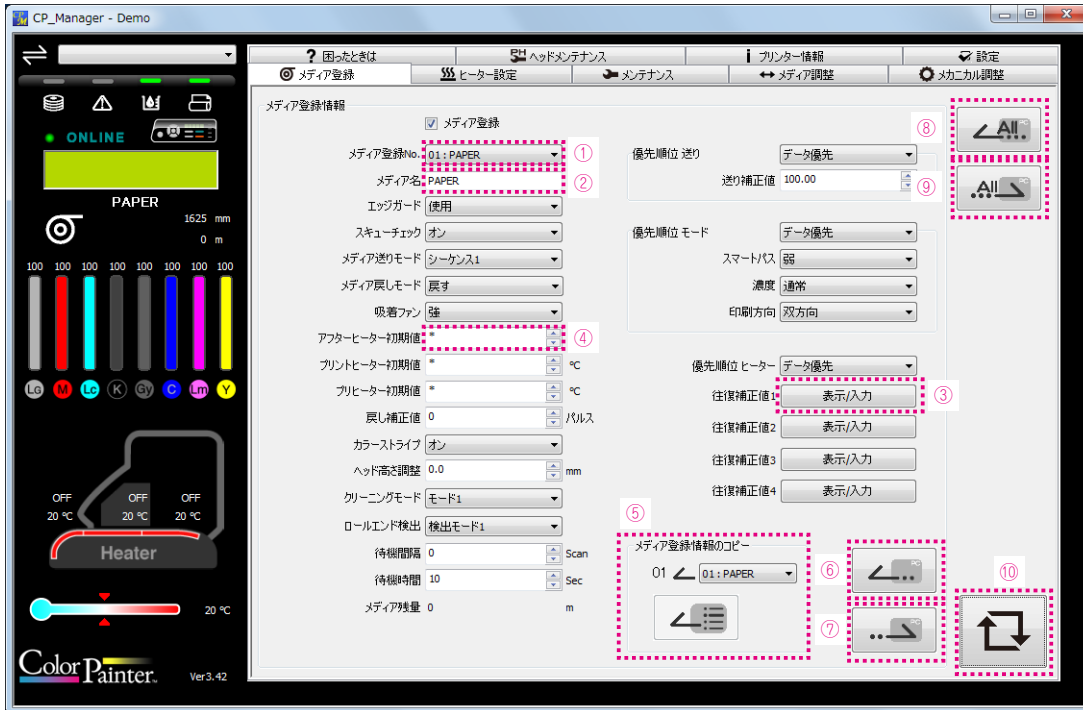 CP_Manager - Demo
ONLINE
PAPER
1625 mm
0 m
100 100 100 100 100 100 100 100
Lg M Lc K Gy C Lm Y
OFF OFF OFF
20 ℃ 20 ℃ 20 ℃
Heater
20 ℃
Color Painter Ver3.42
? 困ったときは
ヘッドメンテナンス
プリンター情報
設定
メディア登録
ヒーター設定
メンテナンス
メディア調整
メカニカル調整
メディア登録情報
メディア登録
メディア登録No. 01 : PAPER ①
メディア名 PAPER ②
エッジガード 使用
スキューチェック オン
メディア送りモード シーケンス1
メディア戻しモード 戻す
吸着ファン 強
アフターヒーター初期値 * ④
プリントヒーター初期値 * ℃
プリヒーター初期値 * ℃
戻し補正値 0 パルス
カラーストライプ オン
ヘッド高さ調整 0.0 mm
クリーニングモード モード1
ロールエンド検出 検出モード1
待機間隔 0 Scan
待機時間 10 Sec
メディア残量 0 m
優先順位 送り データ優先
送り補正値 100.00
優先順位 モード データ優先
スマートパス 弱
濃度 通常
印刷方向 双方向
優先順位 ヒーター データ優先
往復補正値1 表示/入力 ③
往復補正値2 表示/入力
往復補正値3 表示/入力
往復補正値4 表示/入力
⑤
メディア登録情報のコピー
01 01 : PAPER
⑥ PC
⑦ PC
⑧ All PC
⑨ All PC
⑩